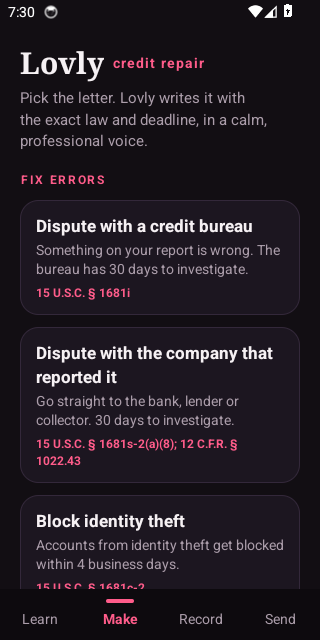 7:30
Lovly credit repair
Pick the letter. Lovly writes it with
the exact law and deadline, in a calm,
professional voice.
FIX ERRORS
Dispute with a credit bureau
Something on your report is wrong. The
bureau has 30 days to investigate.
15 U.S.C. § 1681i
Dispute with the company that
reported it
Go straight to the bank, lender or
collector. 30 days to investigate.
15 U.S.C. § 1681s-2(a)(8); 12 C.F.R. §
1022.43
Block identity theft
Accounts from identity theft get blocked
within 4 business days.
15 U.S.C. § 1681c-2
Learn
Make
Record
Send